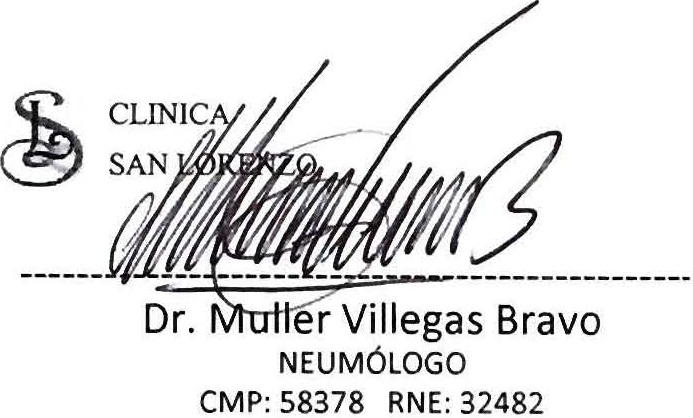 CLINICA
SAN LORENZO
Dr. Muller Villegas Bravo
NEUMÓLOGO
CMP: 58378 RNE: 32482